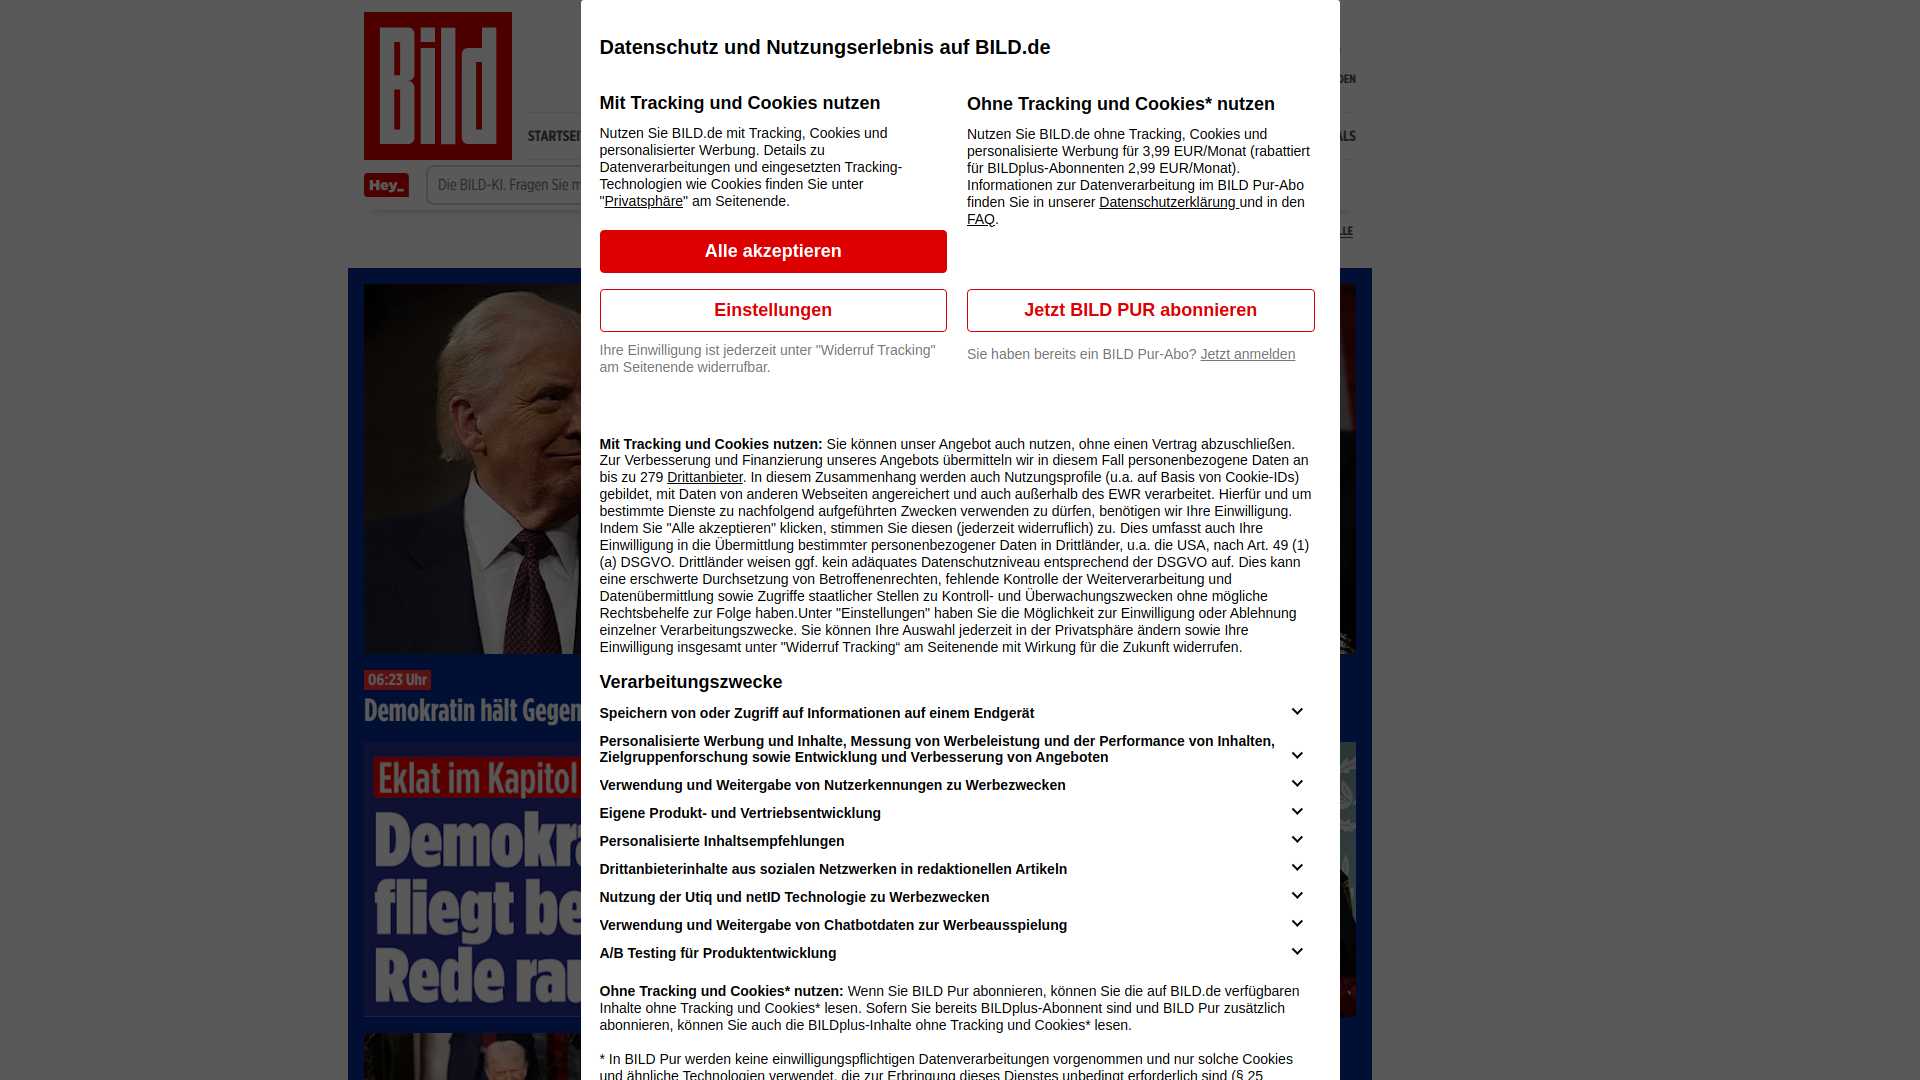 Bild
STARTSEI
Hey_
Die BILD-KI. Fragen Sie m
DEN
ALS
LLE
06:23 Uhr
Demokratin hält Gegen
Eklat im Kapitol
Demokra
fliegt be
Rede rau
Datenschutz und Nutzungserlebnis auf BILD.de
Mit Tracking und Cookies nutzen
Nutzen Sie BILD.de mit Tracking, Cookies und
personalisierter Werbung. Details zu
Datenverarbeitungen und eingesetzten Tracking-
Technologien wie Cookies finden Sie unter
"Privatsphäre" am Seitenende.
Alle akzeptieren
Einstellungen
Ihre Einwilligung ist jederzeit unter "Widerruf Tracking"
am Seitenende widerrufbar.
Ohne Tracking und Cookies* nutzen
Nutzen Sie BILD.de ohne Tracking, Cookies und
personalisierte Werbung für 3,99 EUR/Monat (rabattiert
für BILDplus-Abonnenten 2,99 EUR/Monat).
Informationen zur Datenverarbeitung im BILD Pur-Abo
finden Sie in unserer Datenschutzerklärung und in den
FAQ.
Jetzt BILD PUR abonnieren
Sie haben bereits ein BILD Pur-Abo? Jetzt anmelden
Mit Tracking und Cookies nutzen: Sie können unser Angebot auch nutzen, ohne einen Vertrag abzuschließen.
Zur Verbesserung und Finanzierung unseres Angebots übermitteln wir in diesem Fall personenbezogene Daten an
bis zu 279 Drittanbieter. In diesem Zusammenhang werden auch Nutzungsprofile (u.a. auf Basis von Cookie-IDs)
gebildet, mit Daten von anderen Webseiten angereichert und auch außerhalb des EWR verarbeitet. Hierfür und um
bestimmte Dienste zu nachfolgend aufgeführten Zwecken verwenden zu dürfen, benötigen wir Ihre Einwilligung.
Indem Sie "Alle akzeptieren" klicken, stimmen Sie diesen (jederzeit widerruflich) zu. Dies umfasst auch Ihre
Einwilligung in die Übermittlung bestimmter personenbezogener Daten in Drittländer, u.a. die USA, nach Art. 49 (1)
(a) DSGVO. Drittländer weisen ggf. kein adäquates Datenschutzniveau entsprechend der DSGVO auf. Dies kann
eine erschwerte Durchsetzung von Betroffenenrechten, fehlende Kontrolle der Weiterverarbeitung und
Datenübermittlung sowie Zugriffe staatlicher Stellen zu Kontroll- und Überwachungszwecken ohne mögliche
Rechtsbehelfe zur Folge haben.Unter "Einstellungen" haben Sie die Möglichkeit zur Einwilligung oder Ablehnung
einzelner Verarbeitungszwecke. Sie können Ihre Auswahl jederzeit in der Privatsphäre ändern sowie Ihre
Einwilligung insgesamt unter "Widerruf Tracking“ am Seitenende mit Wirkung für die Zukunft widerrufen.
Verarbeitungszwecke
Speichern von oder Zugriff auf Informationen auf einem Endgerät
Personalisierte Werbung und Inhalte, Messung von Werbeleistung und der Performance von Inhalten,
Zielgruppenforschung sowie Entwicklung und Verbesserung von Angeboten
Verwendung und Weitergabe von Nutzerkennungen zu Werbezwecken
Eigene Produkt- und Vertriebsentwicklung
Personalisierte Inhaltsempfehlungen
Drittanbieterinhalte aus sozialen Netzwerken in redaktionellen Artikeln
Nutzung der Utiq und netID Technologie zu Werbezwecken
Verwendung und Weitergabe von Chatbotdaten zur Werbeausspielung
A/B Testing für Produktentwicklung
Ohne Tracking und Cookies* nutzen: Wenn Sie BILD Pur abonnieren, können Sie die auf BILD.de verfügbaren
Inhalte ohne Tracking und Cookies* lesen. Sofern Sie bereits BILDplus-Abonnent sind und BILD Pur zusätzlich
abonnieren, können Sie auch die BILDplus-Inhalte ohne Tracking und Cookies* lesen.
* In BILD Pur werden keine einwilligungspflichtigen Datenverarbeitungen vorgenommen und nur solche Cookies
und ähnliche Technologien verwendet, die zur Erbringung dieses Dienstes unbedingt erforderlich sind (§ 25